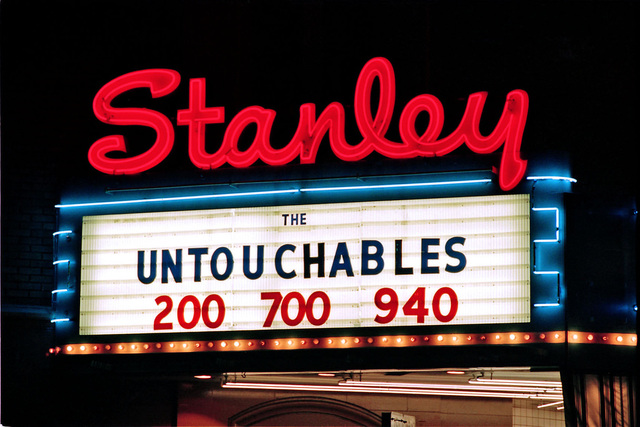 Stanley
THE
UNTOUCHABLES
200 700 940